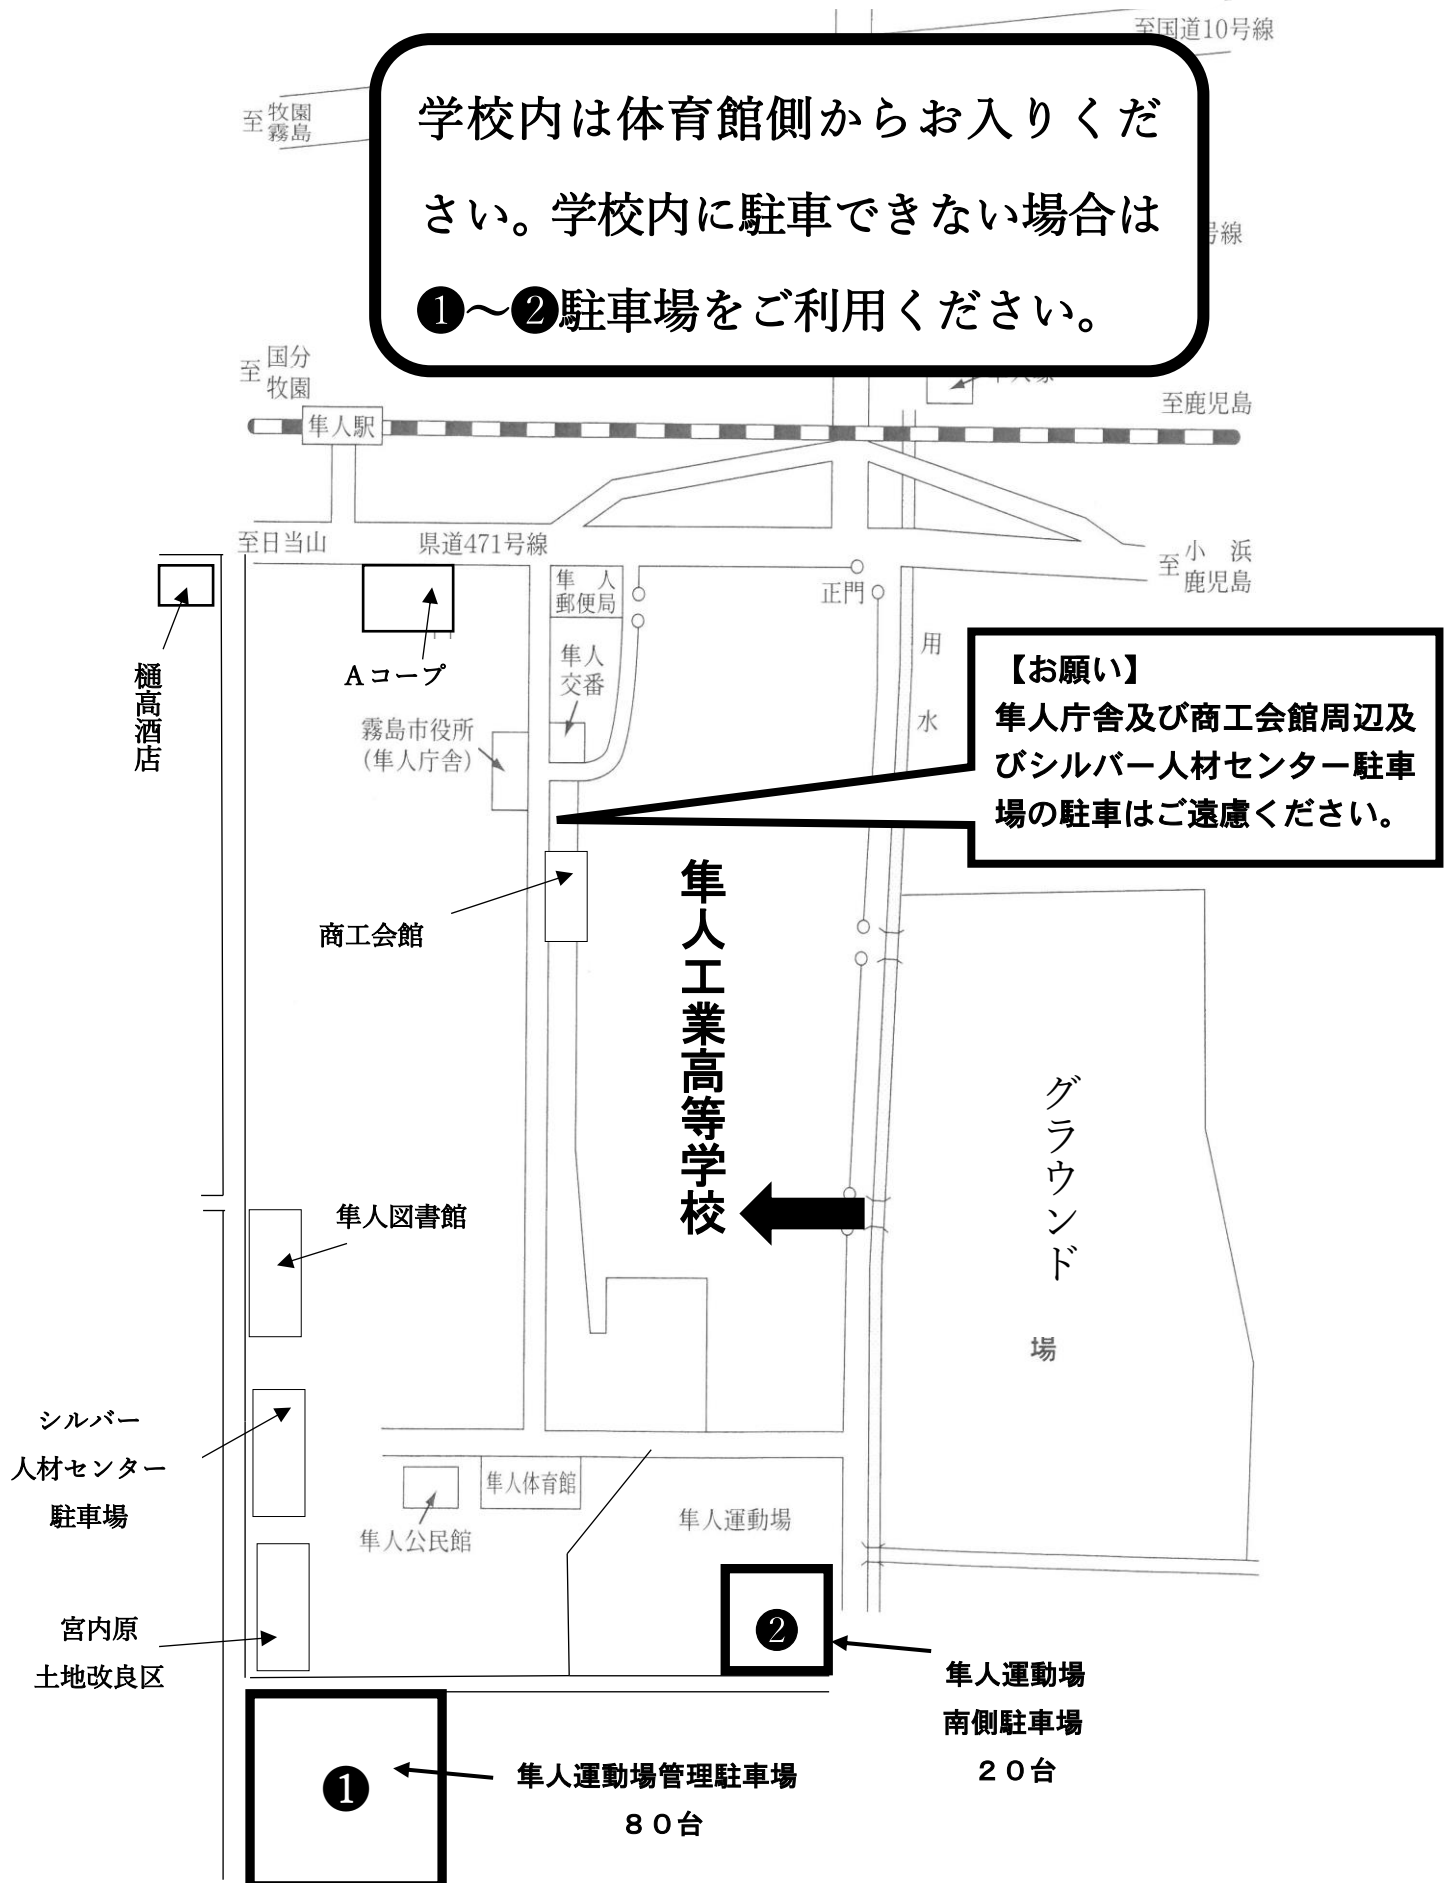 至国道10号線
学校内は体育館側からお入りくだ
さい。学校内に駐車できない場合は
❶～❷駐車場をご利用ください。
至 牧園
霧島
号線
至 国分
牧園
至鹿児島
隼人駅
至日当山
県道471号線
至 小浜
鹿児島
隼人
郵便局
正門
隼人
交番
Aコープ
樋高酒店
霧島市役所
(隼人庁舎)
用水
【お願い】
隼人庁舎及び商工会館周辺及
びシルバー人材センター駐車
場の駐車はご遠慮ください。
商工会館
隼人工業高等学校
グラウンド
場
隼人図書館
シルバー
人材センター
駐車場
隼人体育館
隼人公民館
隼人運動場
宮内原
土地改良区
❷
隼人運動場
南側駐車場
２０台
❶
隼人運動場管理駐車場
８０台